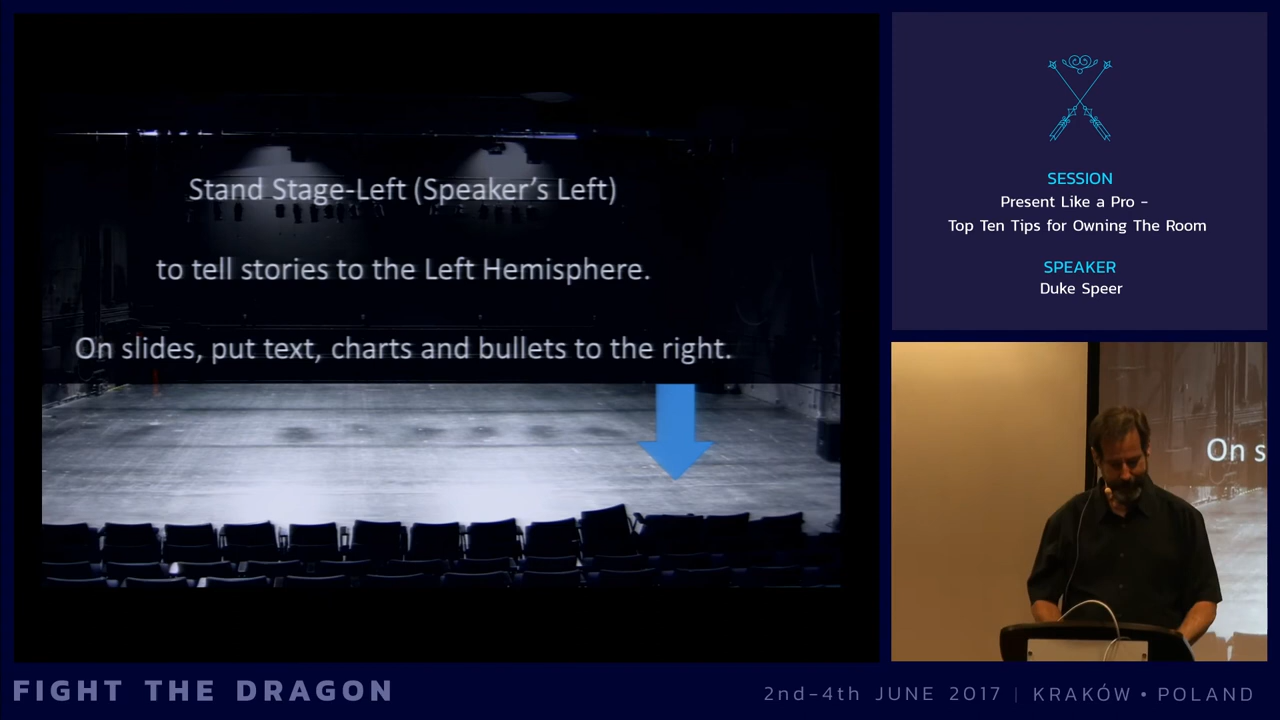 Stand Stage-Left (Speaker’s Left)
to tell stories to the Left Hemisphere.
On slides, put text, charts and bullets to the right.
SESSION
Present Like a Pro -
Top Ten Tips for Owning The Room
SPEAKER
Duke Speer
On s
FIGHT THE DRAGON
2nd-4th JUNE 2017 | KRAKÓW • POLAND